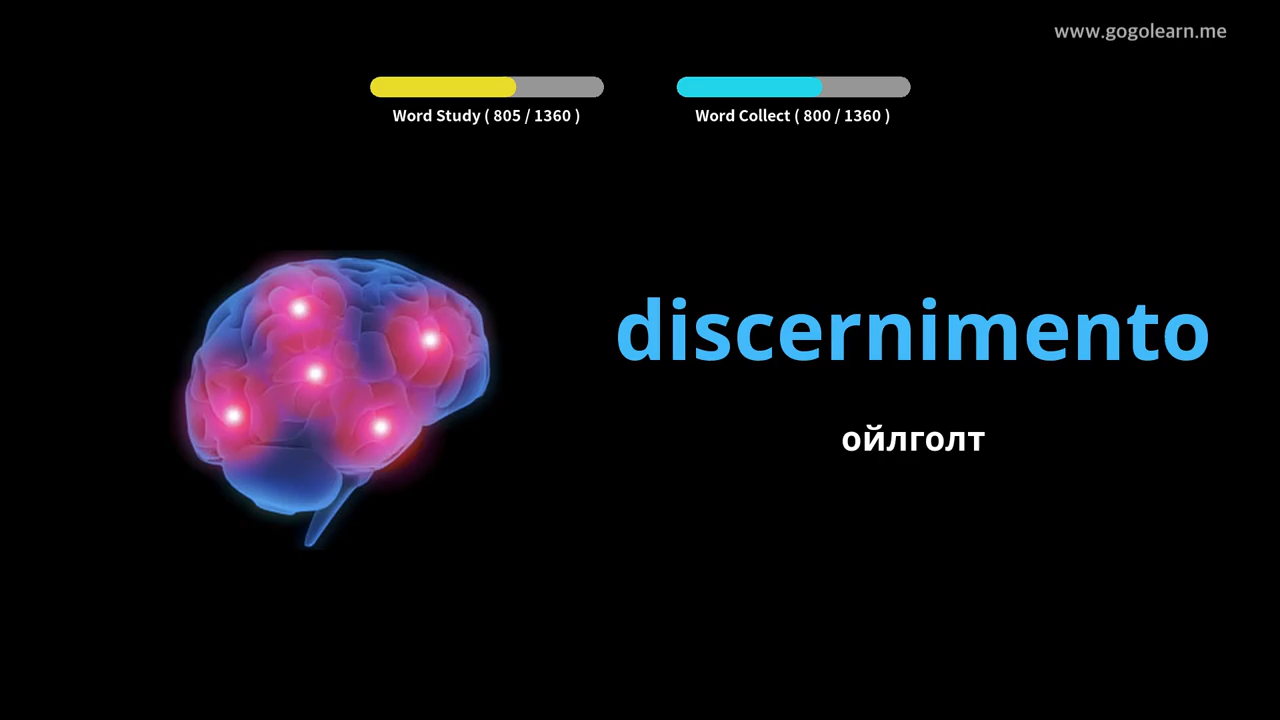 www.gogolearn.me
Word Study ( 805 / 1360 )
Word Collect ( 800 / 1360 )
discernimento
ойлголт